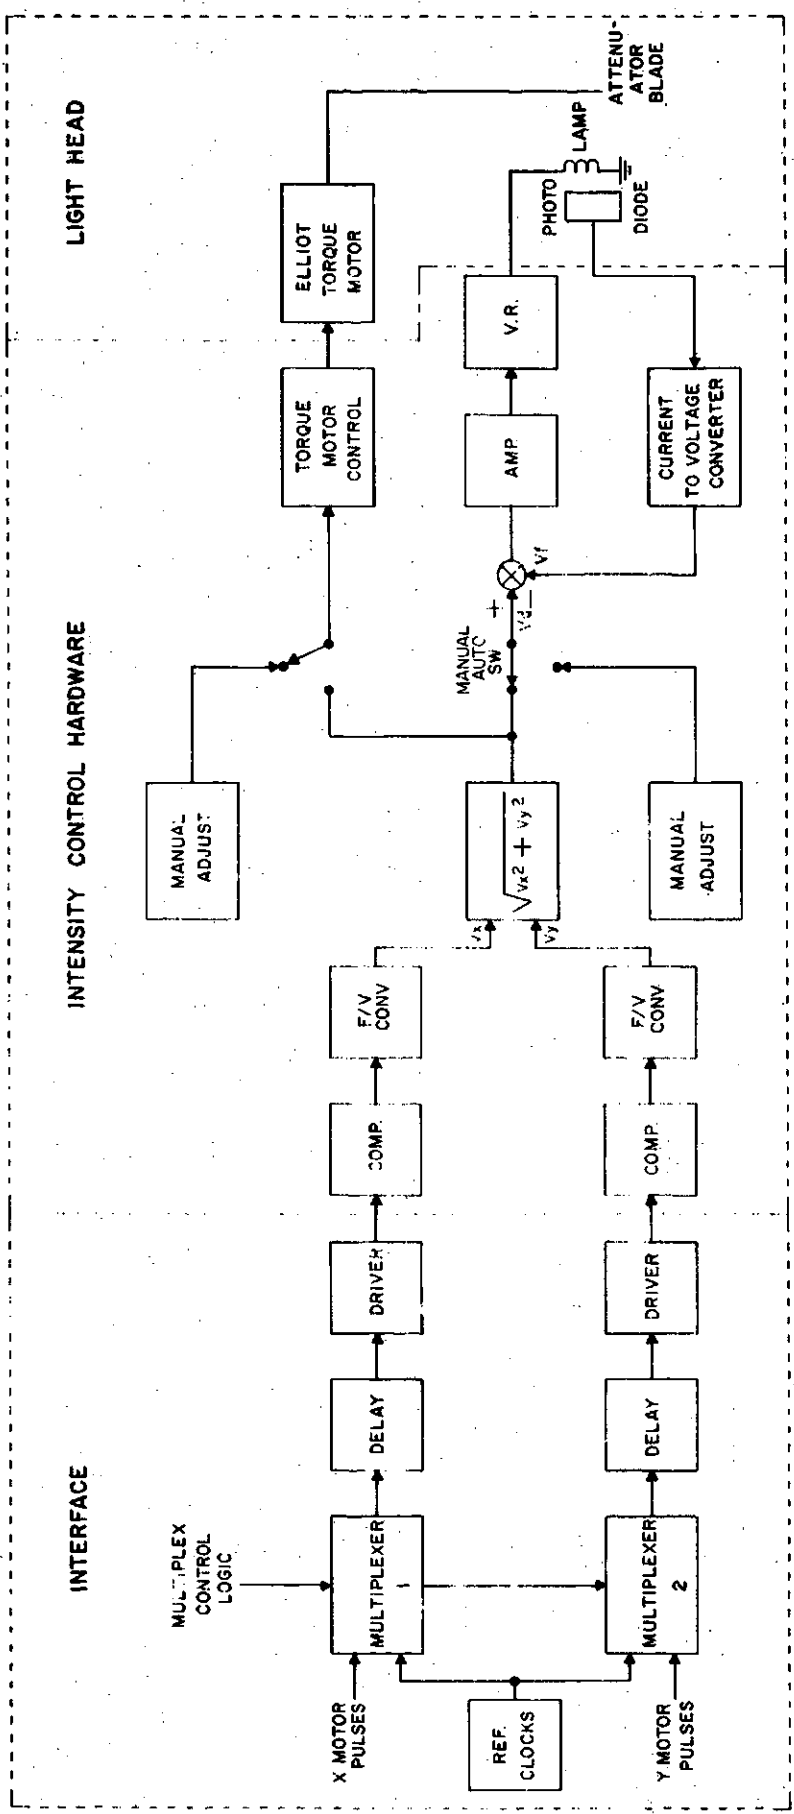 INTERFACE
INTENSITY CONTROL HARDWARE
LIGHT HEAD
MULTIPLEX
CONTROL
LOGIC
X MOTOR
PULSES
MULTIPLEXER
1
DELAY
DRIVER
COMP.
F/V
CONV
REF.
CLOCKS
Y MOTOR
PULSES
MULTIPLEXER
2
DELAY
DRIVER
COMP.
F/V
CONV
Vx
Vy
√Vx2 + Vy2
MANUAL
ADJUST
MANUAL
ADJUST
MANUAL
AUTO
SW
+
Vd
−
Vf
TORQUE
MOTOR
CONTROL
ELLIOT
TORQUE
MOTOR
AMP.
V.R.
CURRENT
TO VOLTAGE
CONVERTER
PHOTO
DIODE
LAMP
ATTENU-
ATOR
BLADE